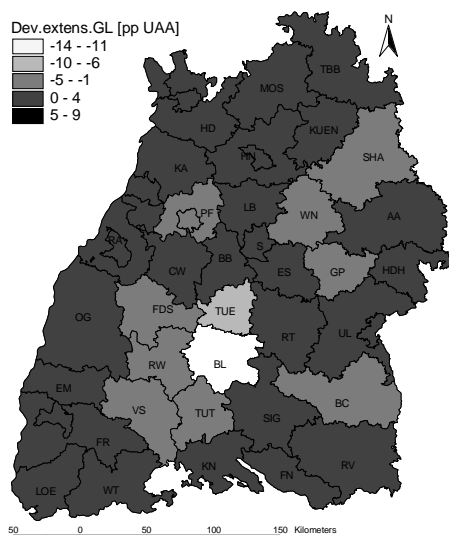 Dev.extens.GL [pp UAA]
-14 - -11
-10 - -6
-5 - -1
0 - 4
5 - 9
N
TBB
MOS
HD
KUEN
HN
SHA
KA
PF
LB
WN
AA
RA
S
CW
BB
ES
GP
HDH
OG
FDS
TUE
RT
UL
RW
BL
EM
VS
TUT
SIG
BC
FR
KN
FN
RV
LOE
WT
50 0 50 100 150 Kilometers